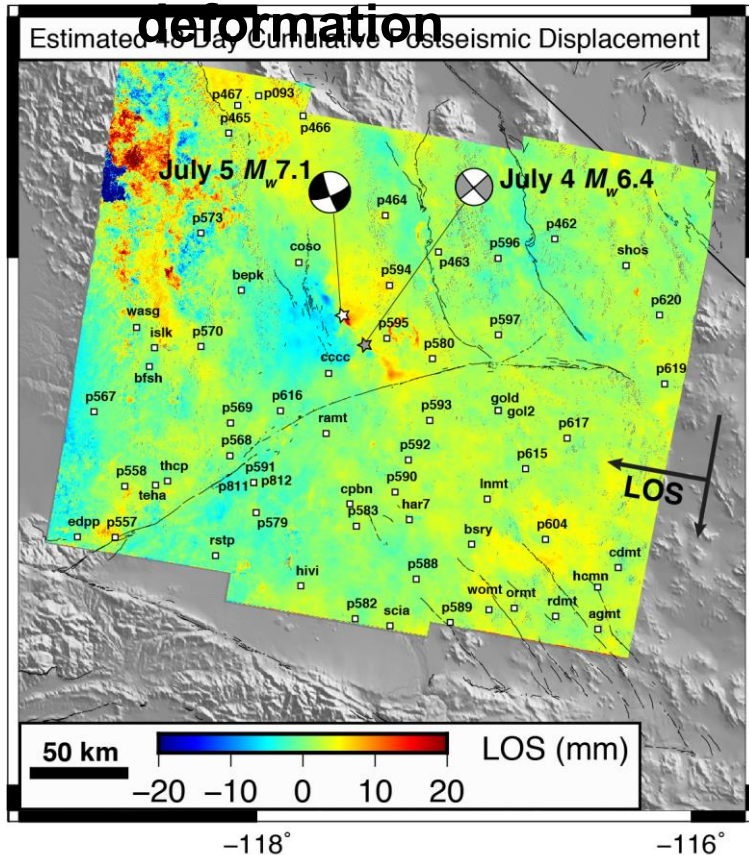 deformation
Estimated 48 Day Cumulative Postseismic Displacement
p467 p093
p465 p466
July 5 Mw7.1 July 4 Mw6.4
p464
p573 p462
coso p463 p596 shos
bepk p594
p620
wasg
islk p570 p595 p597
p580
bfsh cccc
p619
p567 p616 gold
p569 ramt p593 gol2
p617
p568 p592
p558 thcp p591 p615
p811 p812 p590
teha cpbn lnmt LOS
p583 har7
edpp p557 p579 p604
rstp bsry
cdmt
hivi p588 hcmn
womt ormt
p582 scia p589 rdmt agmt
50 km LOS (mm)
−20 −10 0 10 20
−118° −116°